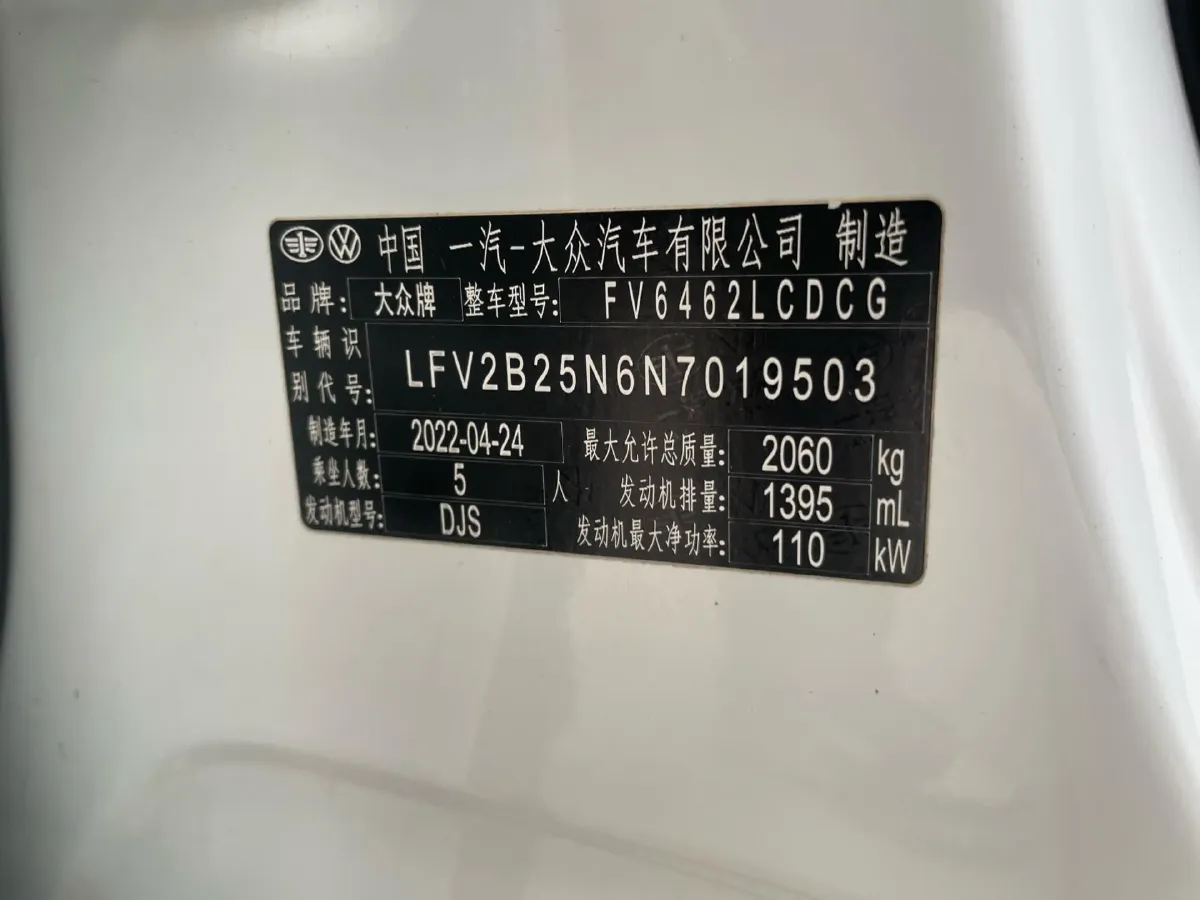 中国 一汽-大众汽车有限公司 制造
品牌: 大众牌 整车型号: FV6462LCDCG
车辆识别代号: LFV2B25N6N7019503
制造年月: 2022-04-24 最大允许总质量: 2060 kg
乘坐人数: 5 人 发动机排量: 1395 mL
发动机型号: DJS 发动机最大净功率: 110 kW